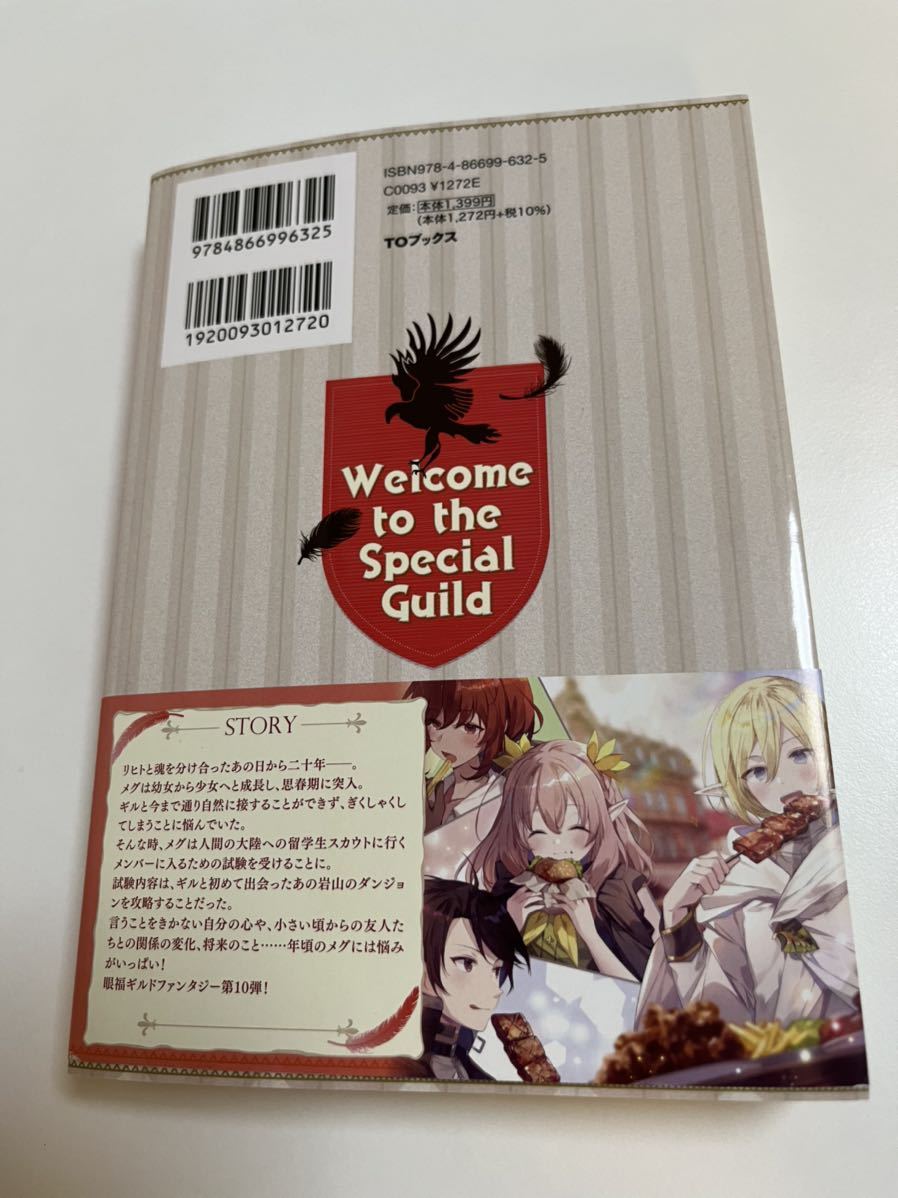 ISBN978-4-86699-632-5
C0093 ¥1272E
定価：本体1,399円
(本体1,272円+税10%)
TOブックス
9784866996325
1920093012720
Welcome
to the
Special
Guild
STORY
リヒトと魂を分け合ったあの日から二十年――。
メグは幼女から少女へと成長し、思春期に突入。
ギルと今まで通り自然に接することができず、ぎくしゃくし
てしまうことに悩んでいた。
そんな時、メグは人間の大陸への留学生スカウトに行く
メンバーに入るための試験を受けることに。
試験内容は、ギルと初めて出会ったあの岩山のダンジョ
ンを攻略することだった。
言うことをきかない自分の心や、小さい頃からの友人た
ちとの関係の変化、将来のこと……年頃のメグには悩み
がいっぱい！
眼福ギルドファンタジー第10弾！